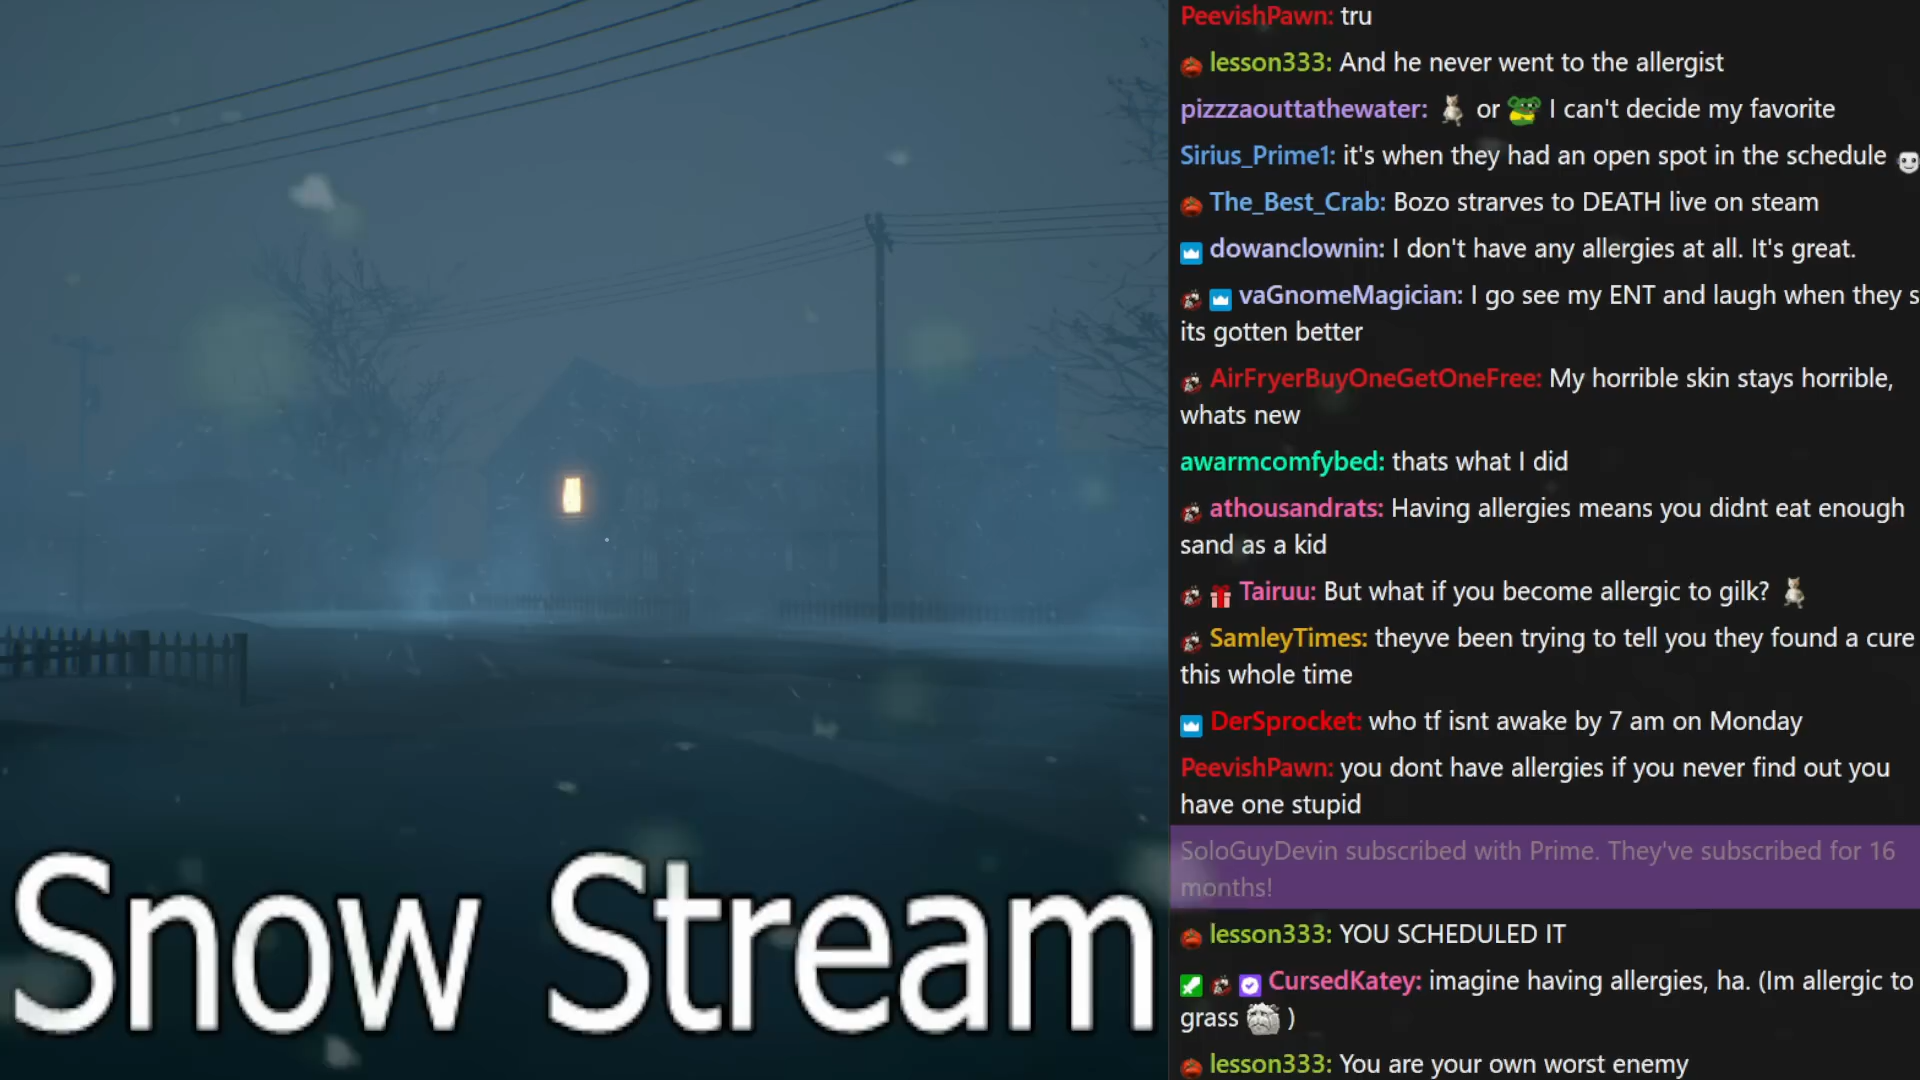 PeevishPawn: tru
lesson333: And he never went to the allergist
pizzzaouttathewater: or I can't decide my favorite
Sirius_Prime1: it's when they had an open spot in the schedule
The_Best_Crab: Bozo strarves to DEATH live on steam
dowanclownin: I don't have any allergies at all. It's great.
vaGnomeMagician: I go see my ENT and laugh when they s
its gotten better
AirFryerBuyOneGetOneFree: My horrible skin stays horrible,
whats new
awarmcomfybed: thats what I did
athousandrats: Having allergies means you didnt eat enough
sand as a kid
Tairuu: But what if you become allergic to gilk?
SamleyTimes: theyve been trying to tell you they found a cure
this whole time
DerSprocket: who tf isnt awake by 7 am on Monday
PeevishPawn: you dont have allergies if you never find out you
have one stupid
SoloGuyDevin subscribed with Prime. They've subscribed for 16
months!
lesson333: YOU SCHEDULED IT
CursedKatey: imagine having allergies, ha. (Im allergic to
grass )
lesson333: You are your own worst enemy
Snow Stream